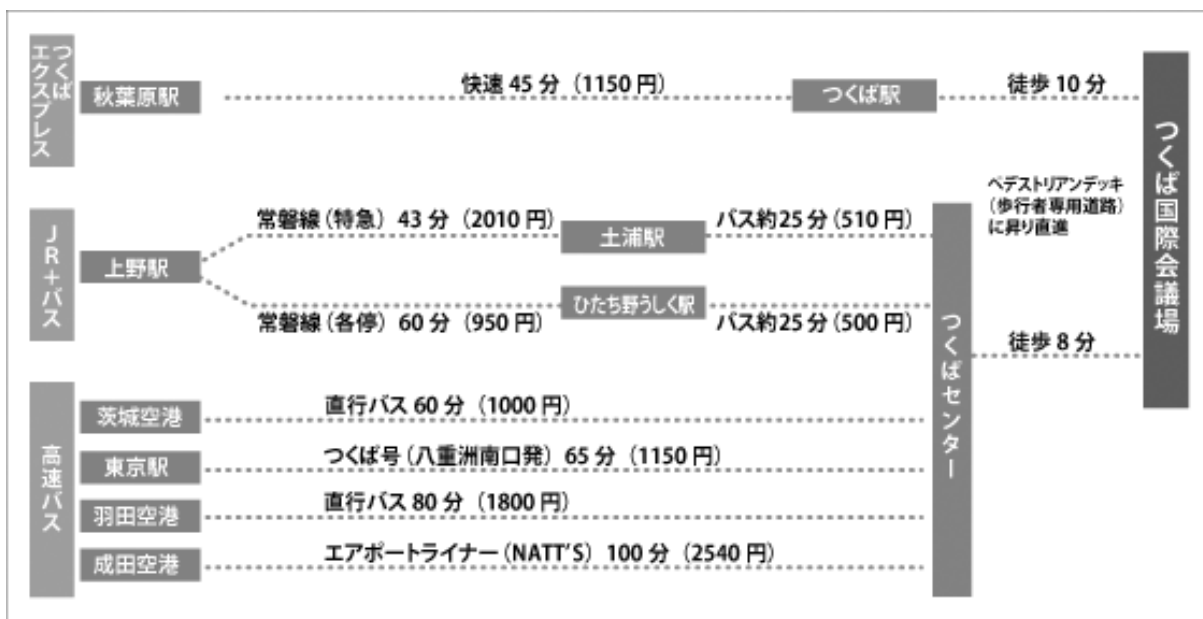 つくば
エクスプレス
秋葉原駅
快速 45 分（1150 円）
つくば駅
徒歩 10 分
つくば国際会議場
JR＋バス
上野駅
常磐線（特急）43 分（2010 円）
土浦駅
バス約25 分（510 円）
ペデストリアンデッキ
（歩行者専用道路）
に昇り直進
常磐線（各停）60 分（950 円）
ひたち野うしく駅
バス約25 分（500 円）
つくばセンター
徒歩 8 分
高速バス
茨城空港
直行バス 60 分（1000 円）
東京駅
つくば号（八重洲南口発）65 分（1150 円）
羽田空港
直行バス 80 分（1800 円）
成田空港
エアポートライナー（NATT'S）100 分（2540 円）